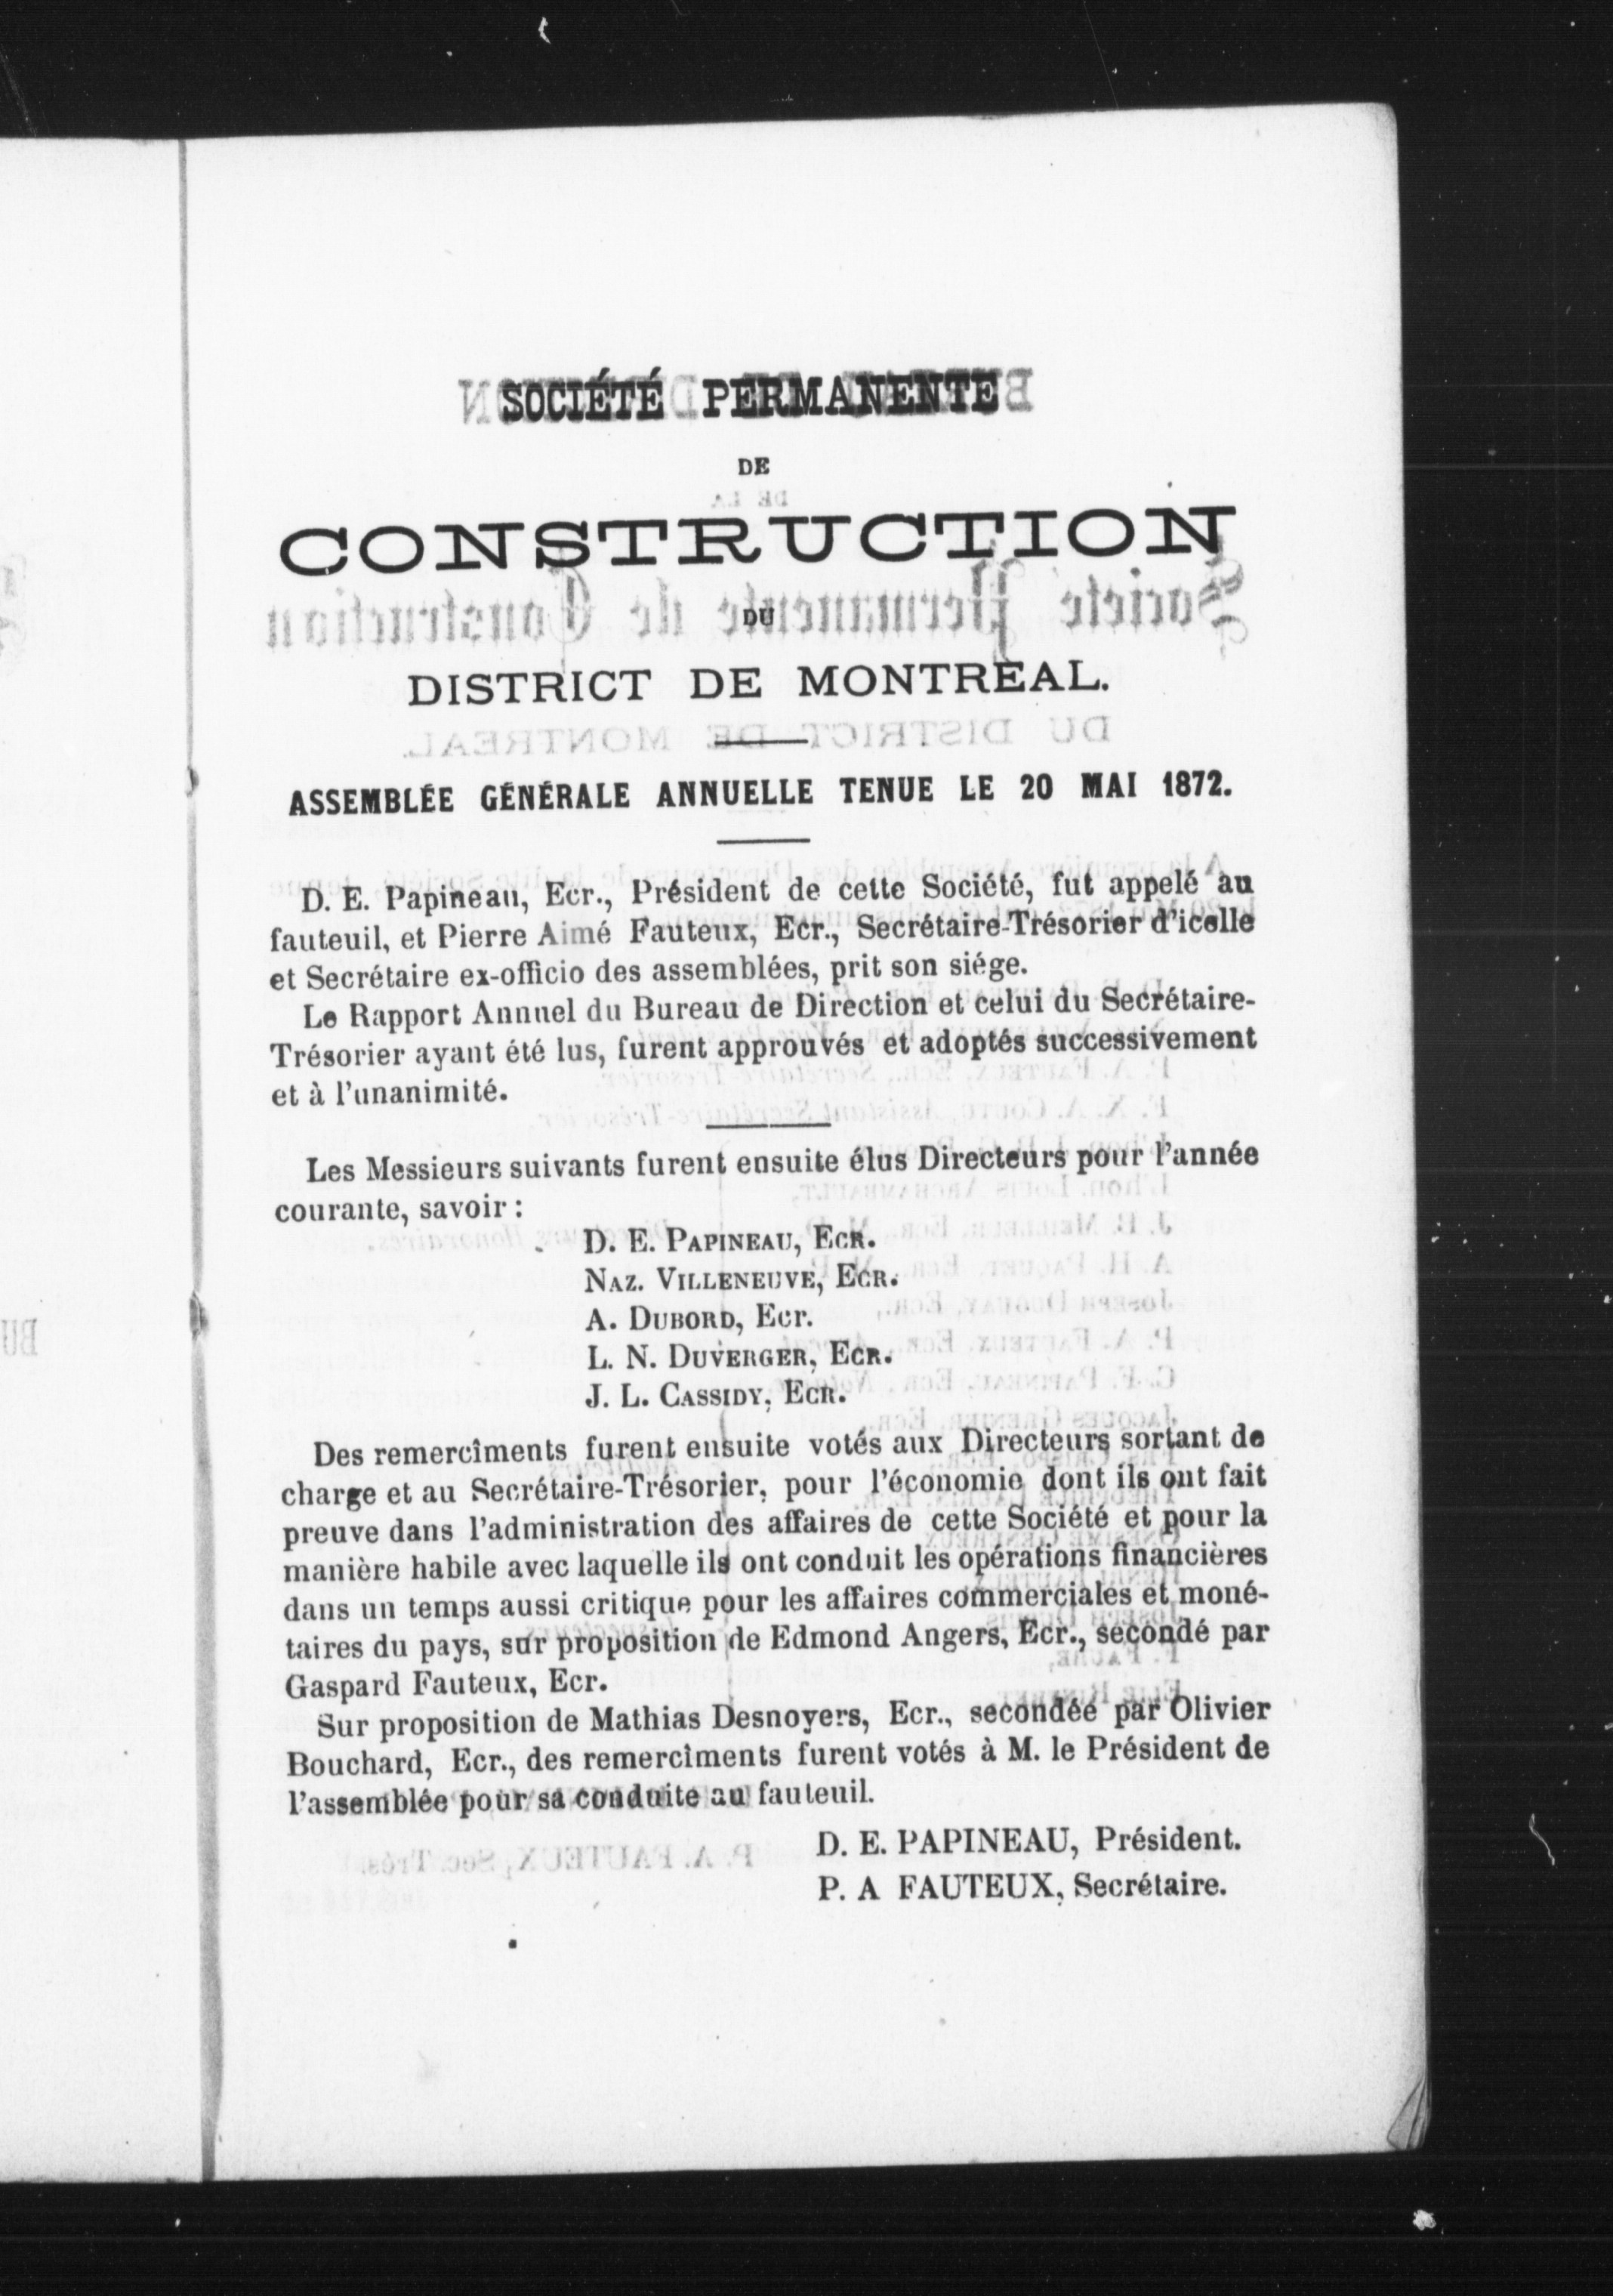 SOCIÉTÉ PERMANENTE
DE
CONSTRUCTION
DU
DISTRICT DE MONTREAL.
ASSEMBLÉE GÉNÉRALE ANNUELLE TENUE LE 20 MAI 1872.
D. E. Papineau, Ecr., Président de cette Société, fut appelé au
fauteuil, et Pierre Aimé Fauteux, Ecr., Secrétaire-Trésorier d'icelle
et Secrétaire ex-officio des assemblées, prit son siége.
Le Rapport Annuel du Bureau de Direction et celui du Secrétaire-
Trésorier ayant été lus, furent approuvés et adoptés successivement
et à l'unanimité.
Les Messieurs suivants furent ensuite élus Directeurs pour l'année
courante, savoir :
D. E. PAPINEAU, ECR.
NAZ. VILLENEUVE, ECR.
A. DUBORD, Ecr.
L. N. DUVERGER, ECR.
J. L. CASSIDY, ECR.
Des remercîments furent ensuite votés aux Directeurs sortant de
charge et au Secrétaire-Trésorier, pour l'économie dont ils ont fait
preuve dans l'administration des affaires de cette Société et pour la
manière habile avec laquelle ils ont conduit les opérations financières
dans un temps aussi critique pour les affaires commerciales et moné-
taires du pays, sur proposition de Edmond Angers, Ecr., secondé par
Gaspard Fauteux, Ecr.
Sur proposition de Mathias Desnoyers, Ecr., secondée par Olivier
Bouchard, Ecr., des remercîments furent votés à M. le Président de
l'assemblée pour sa conduite au fauteuil.
D. E. PAPINEAU, Président.
P. A FAUTEUX, Secrétaire.